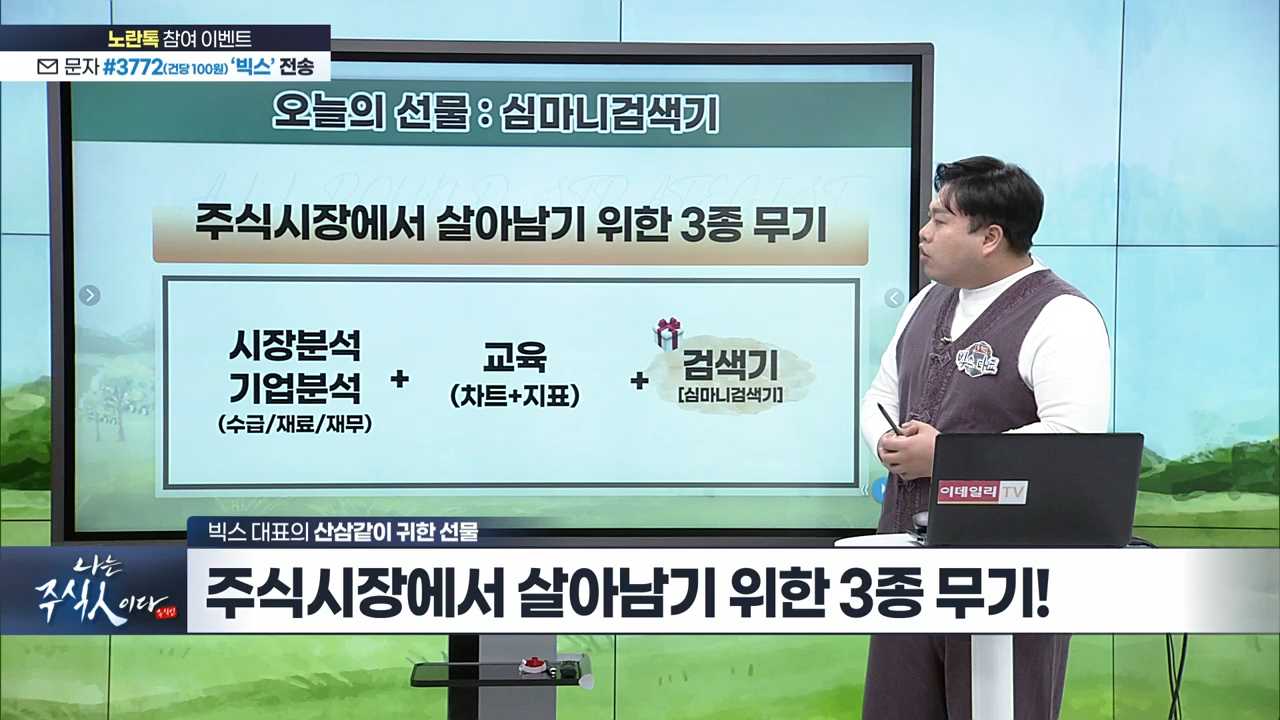 노란톡 참여 이벤트
문자 #3772(건당 100원) ‘빅스’ 전송
오늘의 선물 : 심마니검색기
주식시장에서 살아남기 위한 3종 무기
시장분석
기업분석
(수급/재료/재무)
+
교육
(차트+지표)
+
검색기
[심마니검색기]
빅스대표
이데일리 TV
빅스 대표의 산삼같이 귀한 선물
나는
주식인이다
주식시장에서 살아남기 위한 3종 무기!